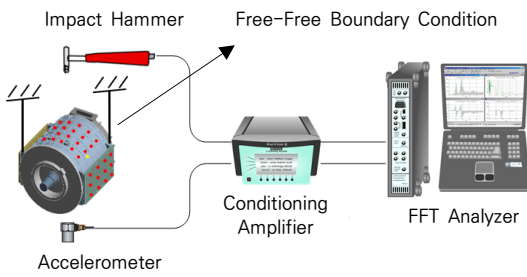 Impact Hammer
Free-Free Boundary Condition
Conditioning
Amplifier
FFT Analyzer
Accelerometer